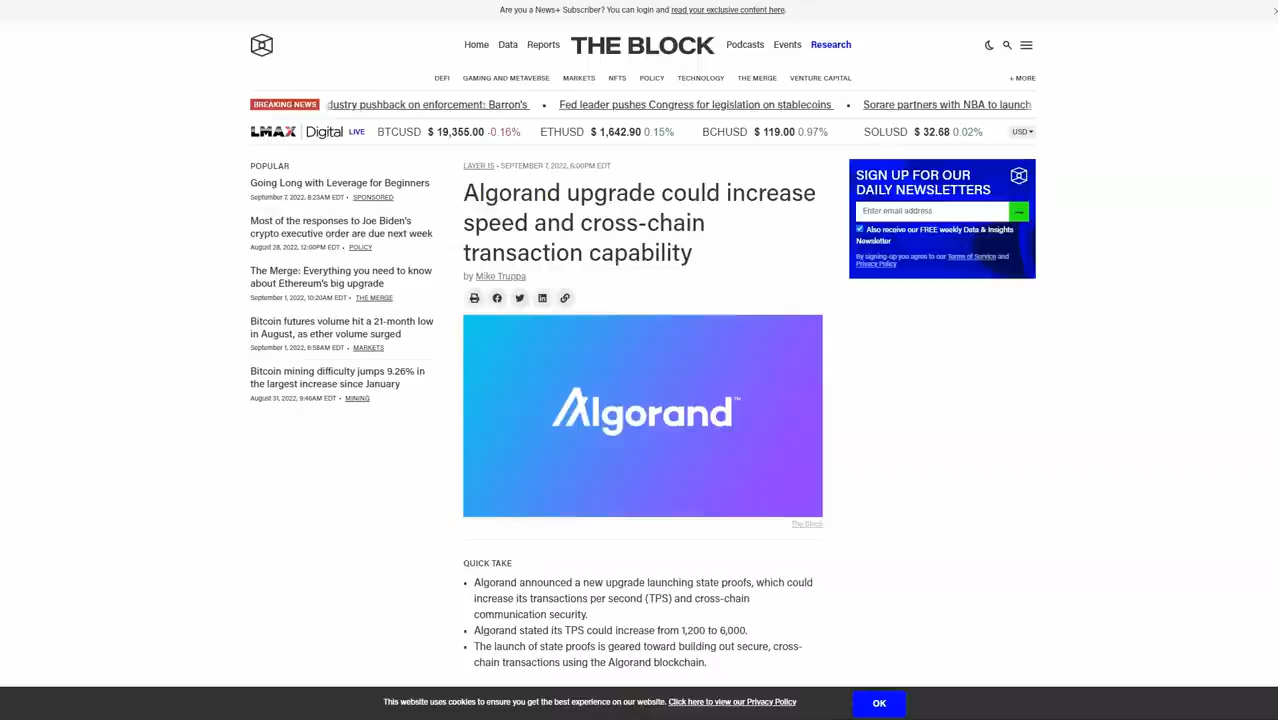 Are you a News+ Subscriber? You can login and read your exclusive content here.
Home Data Reports THE BLOCK Podcasts Events Research
DEFI GAMING AND METAVERSE MARKETS NFTS POLICY TECHNOLOGY THE MERGE VENTURE CAPITAL + MORE
BREAKING NEWS dustry pushback on enforcement: Barron's • Fed leader pushes Congress for legislation on stablecoins • Sorare partners with NBA to launch
LMAX Digital LIVE BTCUSD $ 19,355.00 -0.16% ETHUSD $ 1,642.90 0.15% BCHUSD $ 119.00 0.97% SOLUSD $ 32.68 0.02% USD
POPULAR
Going Long with Leverage for Beginners
September 7, 2022, 8:23AM EDT • SPONSORED
Most of the responses to Joe Biden's
crypto executive order are due next week
August 28, 2022, 12:00PM EDT • POLICY
The Merge: Everything you need to know
about Ethereum's big upgrade
September 1, 2022, 10:20AM EDT • THE MERGE
Bitcoin futures volume hit a 21-month low
in August, as ether volume surged
September 1, 2022, 6:58AM EDT • MARKETS
Bitcoin mining difficulty jumps 9.26% in
the largest increase since January
August 31, 2022, 9:46AM EDT • MINING
LAYER 1S • SEPTEMBER 7, 2022, 6:00PM EDT
Algorand upgrade could increase
speed and cross-chain
transaction capability
by Mike Truppa
Algorand™
The Block
QUICK TAKE
• Algorand announced a new upgrade launching state proofs, which could
increase its transactions per second (TPS) and cross-chain
communication security.
• Algorand stated its TPS could increase from 1,200 to 6,000.
• The launch of state proofs is geared toward building out secure, cross-
chain transactions using the Algorand blockchain.
SIGN UP FOR OUR
DAILY NEWSLETTERS
Enter email address
Also receive our FREE weekly Data & Insights
Newsletter
By signing-up you agree to our Terms of Service and
Privacy Policy
This website uses cookies to ensure you get the best experience on our website. Click here to view our Privacy Policy OK